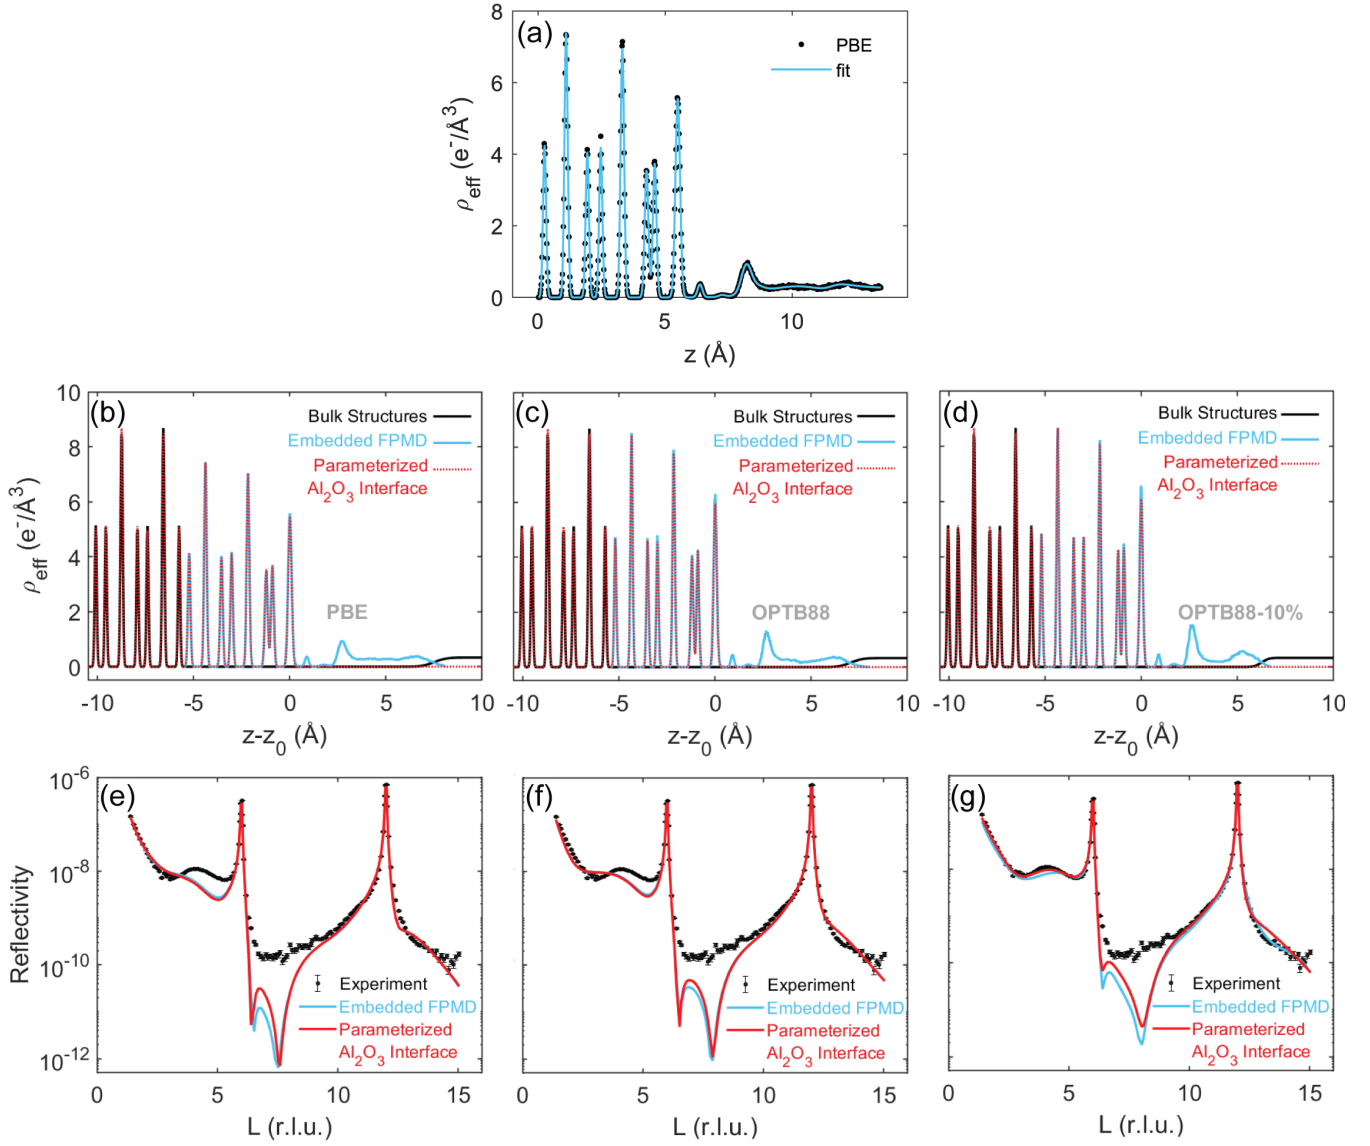 (a)
PBE
fit
8
6
4
2
0
ρeff (e-/Å3)
0 5 10
z (Å)
(b)
Bulk Structures
Embedded FPMD
Parameterized
Al2O3 Interface
PBE
10
8
6
4
2
0
ρeff (e-/Å3)
-10 -5 0 5 10
z-z0 (Å)
(c)
Bulk Structures
Embedded FPMD
Parameterized
Al2O3 Interface
OPTB88
-10 -5 0 5 10
z-z0 (Å)
(d)
Bulk Structures
Embedded FPMD
Parameterized
Al2O3 Interface
OPTB88-10%
-10 -5 0 5 10
z-z0 (Å)
(e)
10-6
10-8
10-10
10-12
Reflectivity
Experiment
Embedded FPMD
Parameterized
Al2O3 Interface
0 5 10 15
L (r.l.u.)
(f)
Experiment
Embedded FPMD
Parameterized
Al2O3 Interface
0 5 10 15
L (r.l.u.)
(g)
Experiment
Embedded FPMD
Parameterized
Al2O3 Interface
0 5 10 15
L (r.l.u.)